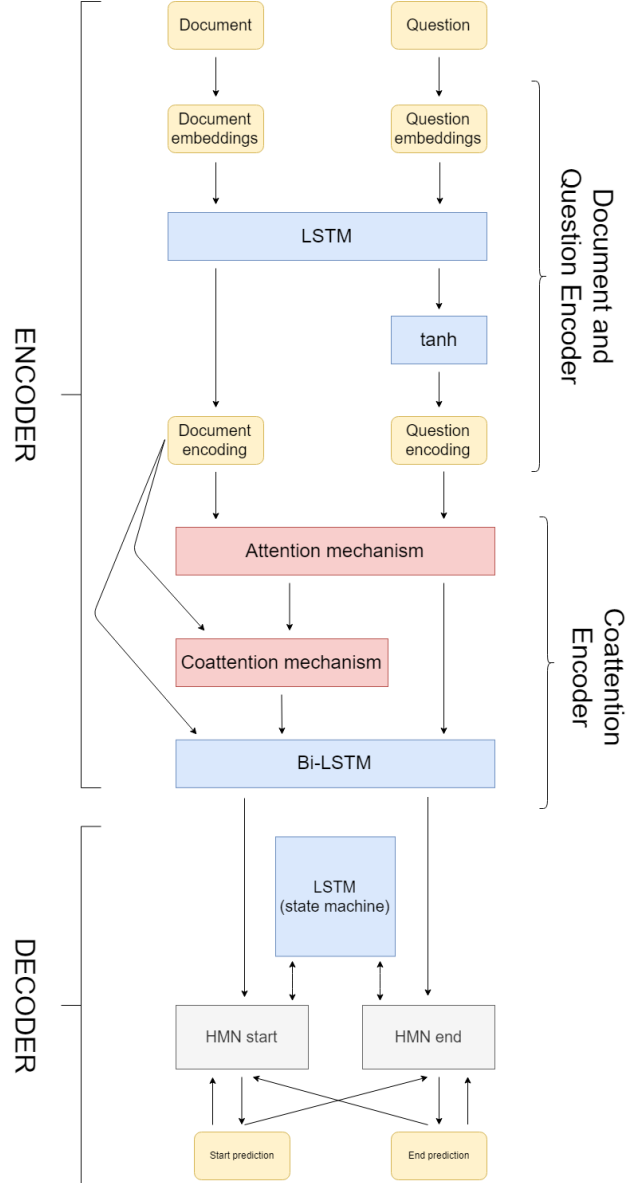 Document
Question
Document
embeddings
Question
embeddings
LSTM
tanh
Document
encoding
Question
encoding
Document and
Question Encoder
ENCODER
Attention mechanism
Coattention mechanism
Bi-LSTM
Coattention
Encoder
LSTM
(state machine)
HMN start
HMN end
DECODER
Start prediction
End prediction